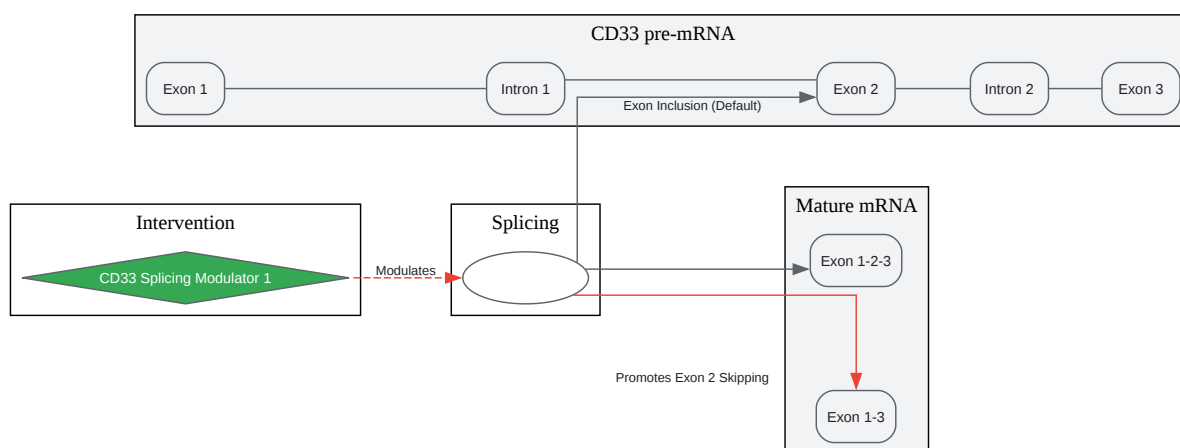 CD33 pre-mRNA
Exon 1
Intron 1
Exon 2
Intron 2
Exon 3
Exon Inclusion (Default)
Intervention
Splicing
Mature mRNA
CD33 Splicing Modulator 1
Modulates
Exon 1-2-3
Promotes Exon 2 Skipping
Exon 1-3